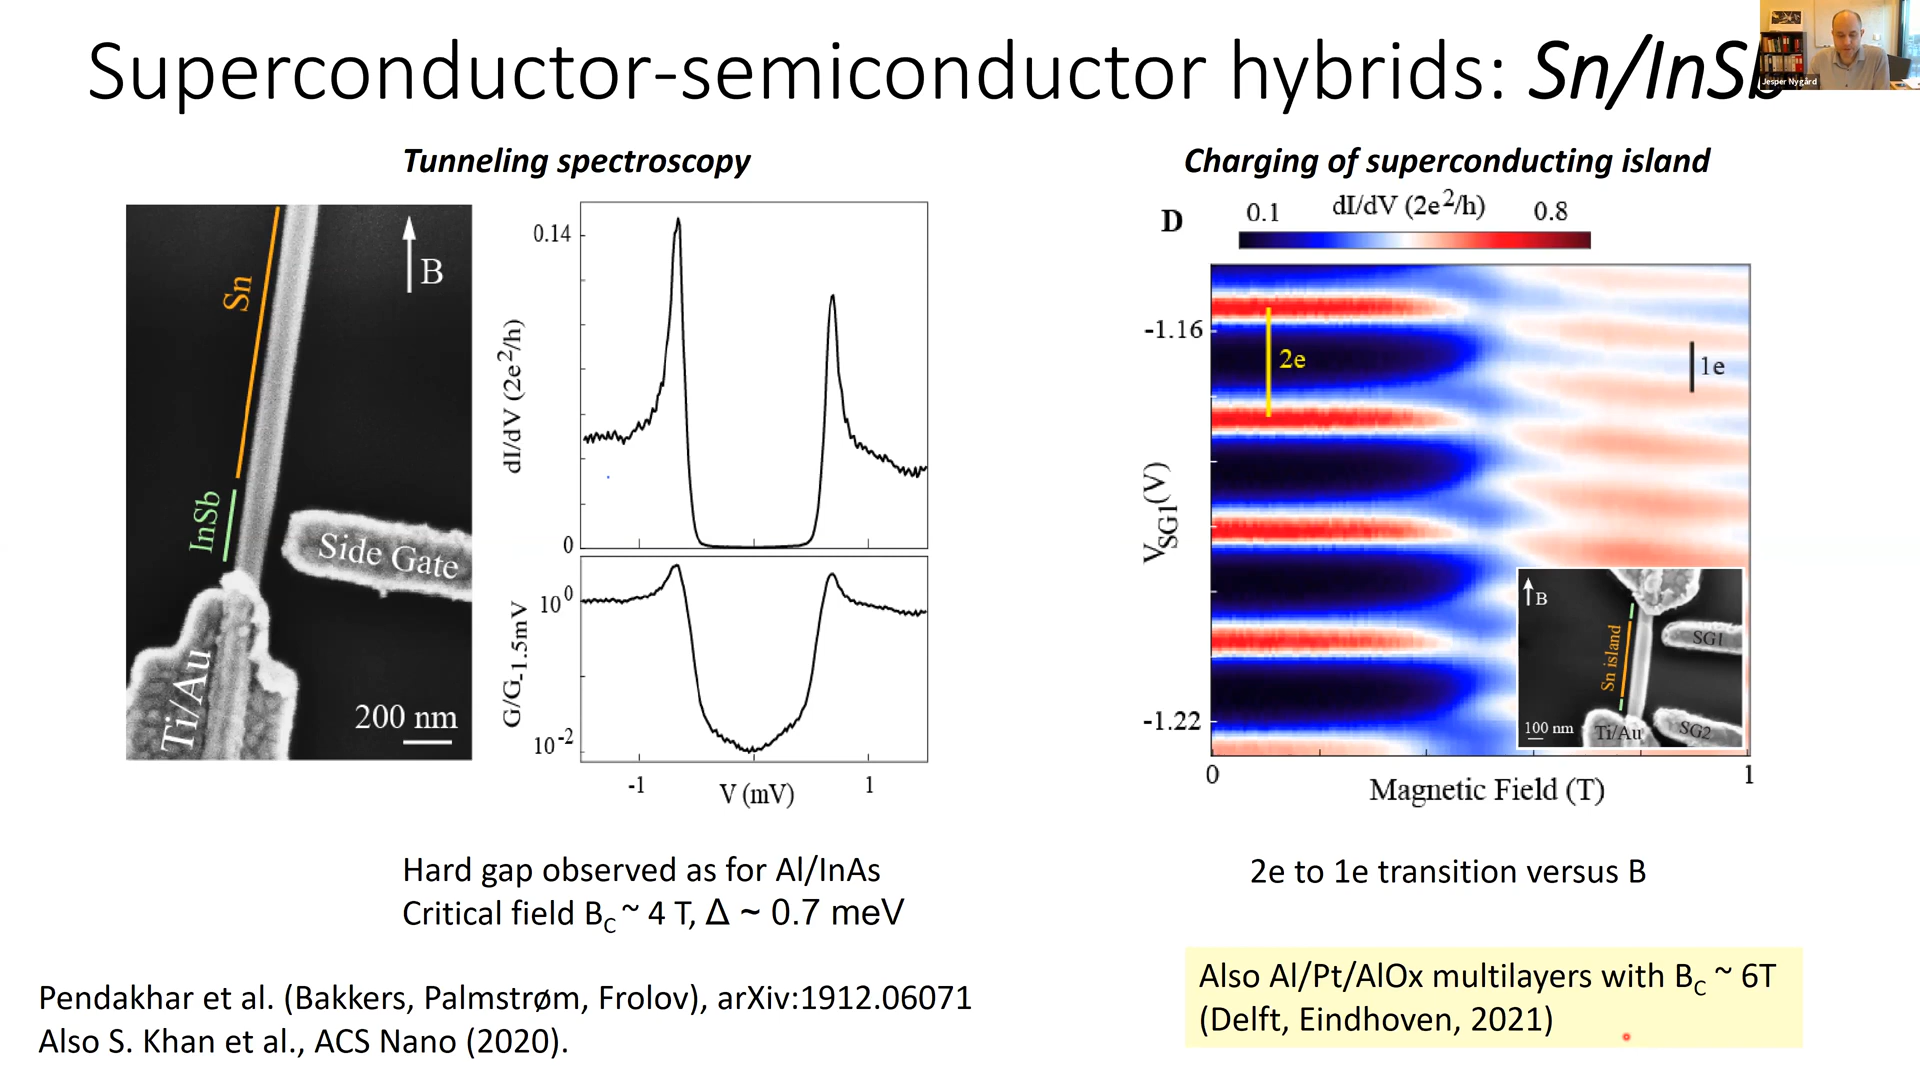 Superconductor-semiconductor hybrids: Sn/InSb
Jesper Nygård
Tunneling spectroscopy
Charging of superconducting island
Sn
B
InSb
Side Gate
Ti/Au
200 nm
0.14
dI/dV (2e²/h)
0
10⁰
G/G-1.5mV
10⁻²
-1
V (mV)
1
D
0.1
dI/dV (2e²/h)
0.8
-1.16
2e
1e
VSG1(V)
-1.22
B
Sn island
SG1
100 nm
Ti/Au
SG2
0
Magnetic Field (T)
1
Hard gap observed as for Al/InAs
Critical field BC ~ 4 T, Δ ~ 0.7 meV
2e to 1e transition versus B
Pendakhar et al. (Bakkers, Palmstrøm, Frolov), arXiv:1912.06071
Also S. Khan et al., ACS Nano (2020).
Also Al/Pt/AlOx multilayers with BC ~ 6T
(Delft, Eindhoven, 2021)